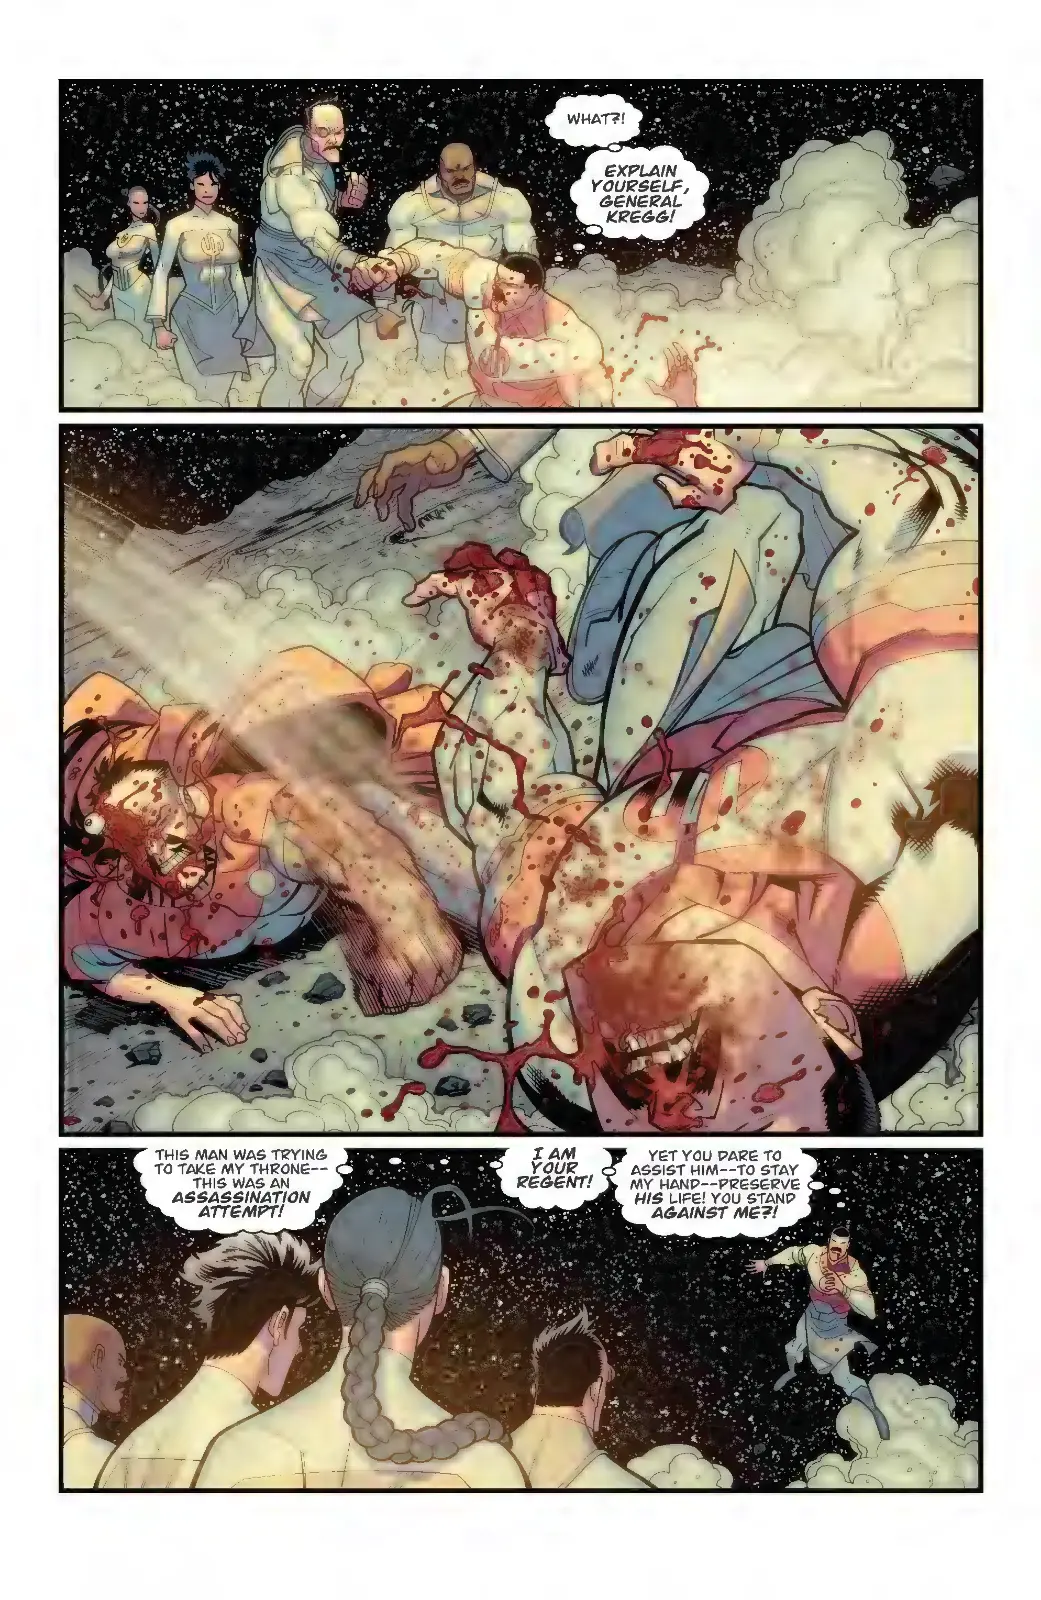 WHAT?!
EXPLAIN
YOURSELF,
GENERAL
KREGG!
THIS MAN WAS TRYING
TO TAKE MY THRONE--
THIS WAS AN
ASSASSINATION
ATTEMPT!
I AM
YOUR
REGENT!
YET YOU DARE TO
ASSIST HIM--TO STAY
MY HAND--PRESERVE
HIS LIFE! YOU STAND
AGAINST ME?!